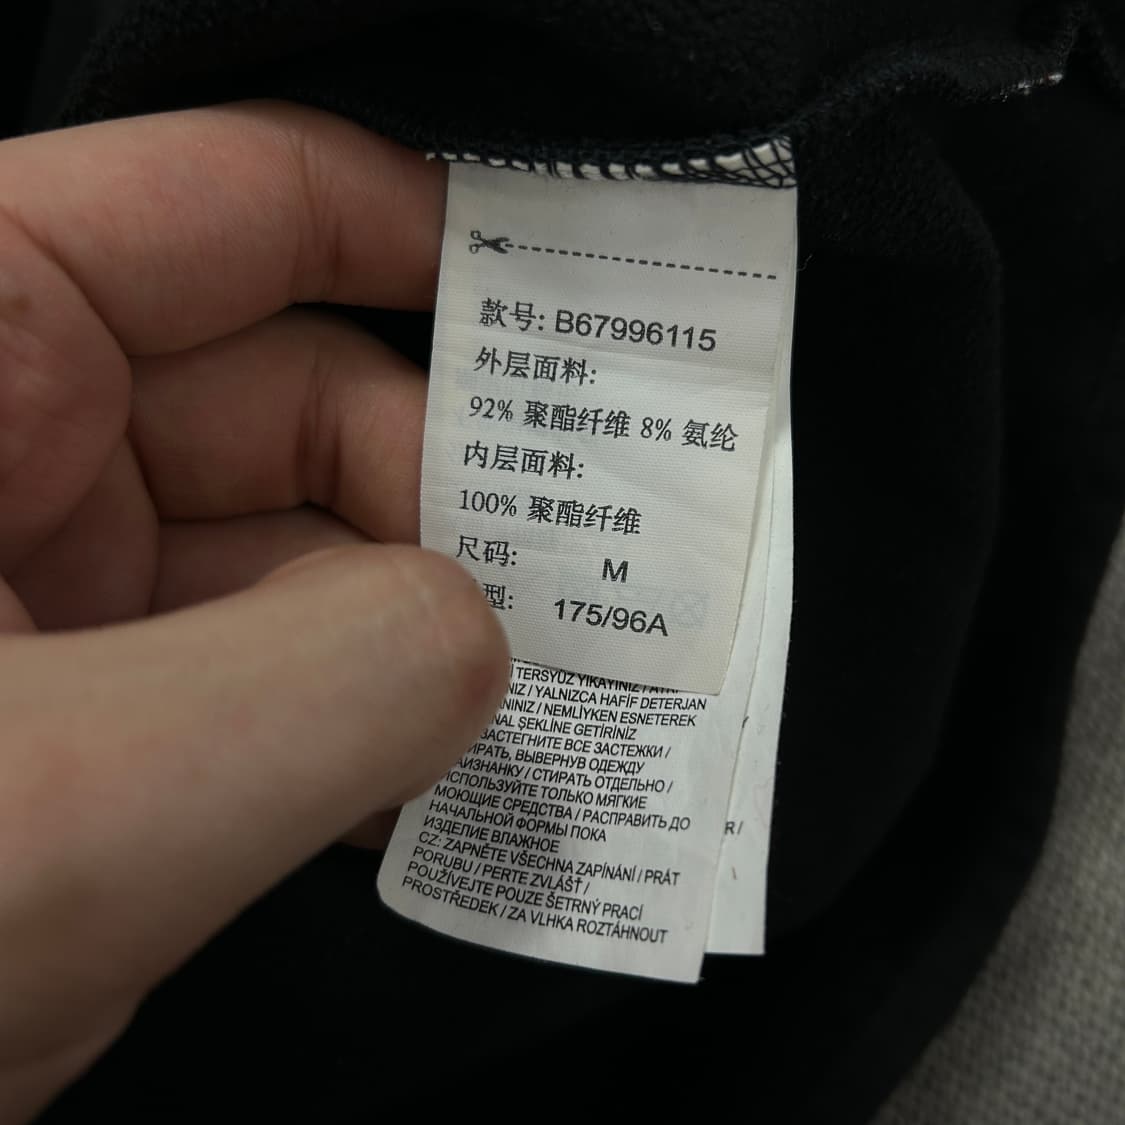 款号: B67996115
外层面料:
92% 聚酯纤维 8% 氨纶
内层面料:
100% 聚酯纤维
尺码: M
型: 175/96A
TERSYÜZ YIKAYINIZ /
/ YALNIZCA HAFİF DETERJAN
/ NEMLİYKEN ESNETEREK
ŞEKLİNE GETİRİNİZ
ЗАСТЕГНИТЕ ВСЕ ЗАСТЕЖКИ /
ВЫВЕРНУВ ОДЕЖДУ
/ СТИРАТЬ ОТДЕЛЬНО /
ИСПОЛЬЗУЙТЕ ТОЛЬКО МЯГКИЕ
МОЮЩИЕ СРЕДСТВА / РАСПРАВИТЬ ДО
НАЧАЛЬНОЙ ФОРМЫ ПОКА
ИЗДЕЛИЕ ВЛАЖНОЕ
CZ: ZAPNĚTE VŠECHNA ZAPÍNÁNÍ / PRÁT
PORUBU / PERTE ZVLÁŠŤ /
POUŽÍVEJTE POUZE ŠETRNÝ PRACÍ
PROSTŘEDEK / ZA VLHKA ROZTÁHNOUT
R /